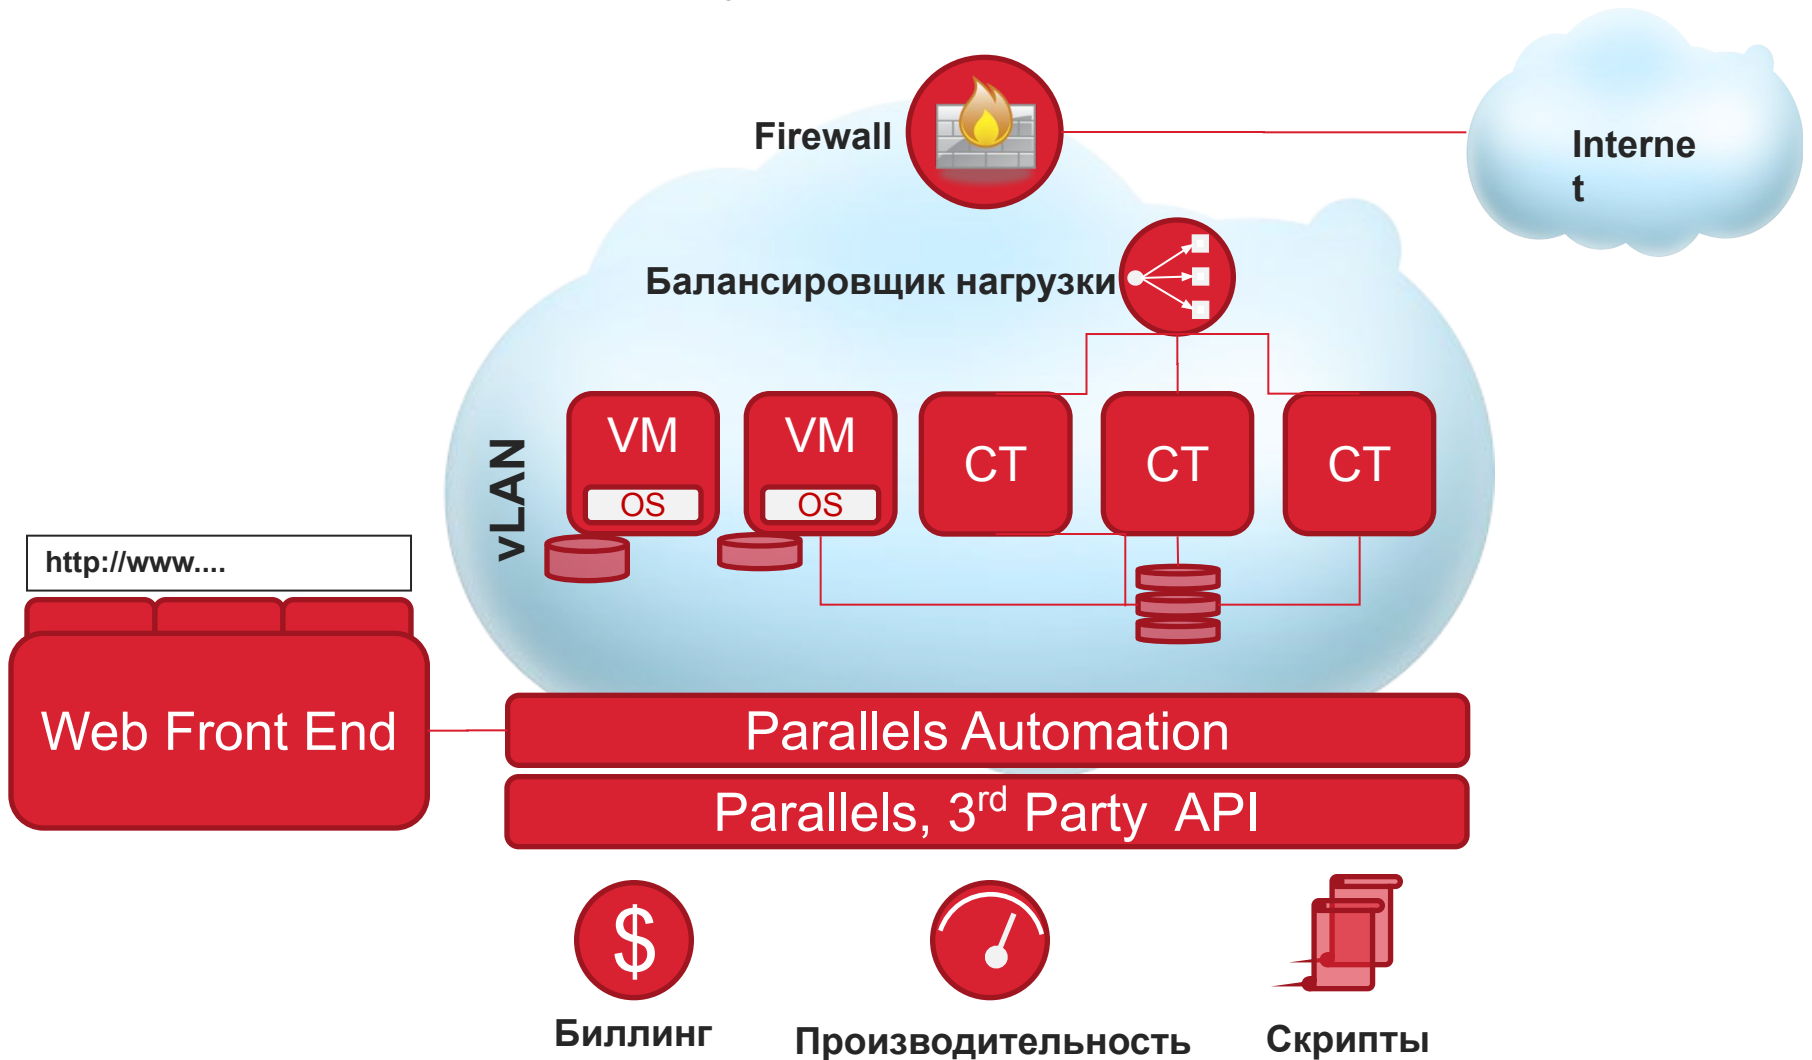 Firewall
Interne
t
Балансировщик нагрузки
vLAN
VM
OS
VM
OS
CT
CT
CT
http://www....
Web Front End
Parallels Automation
Parallels, 3rd Party API
$
Биллинг
Производительность
Скрипты